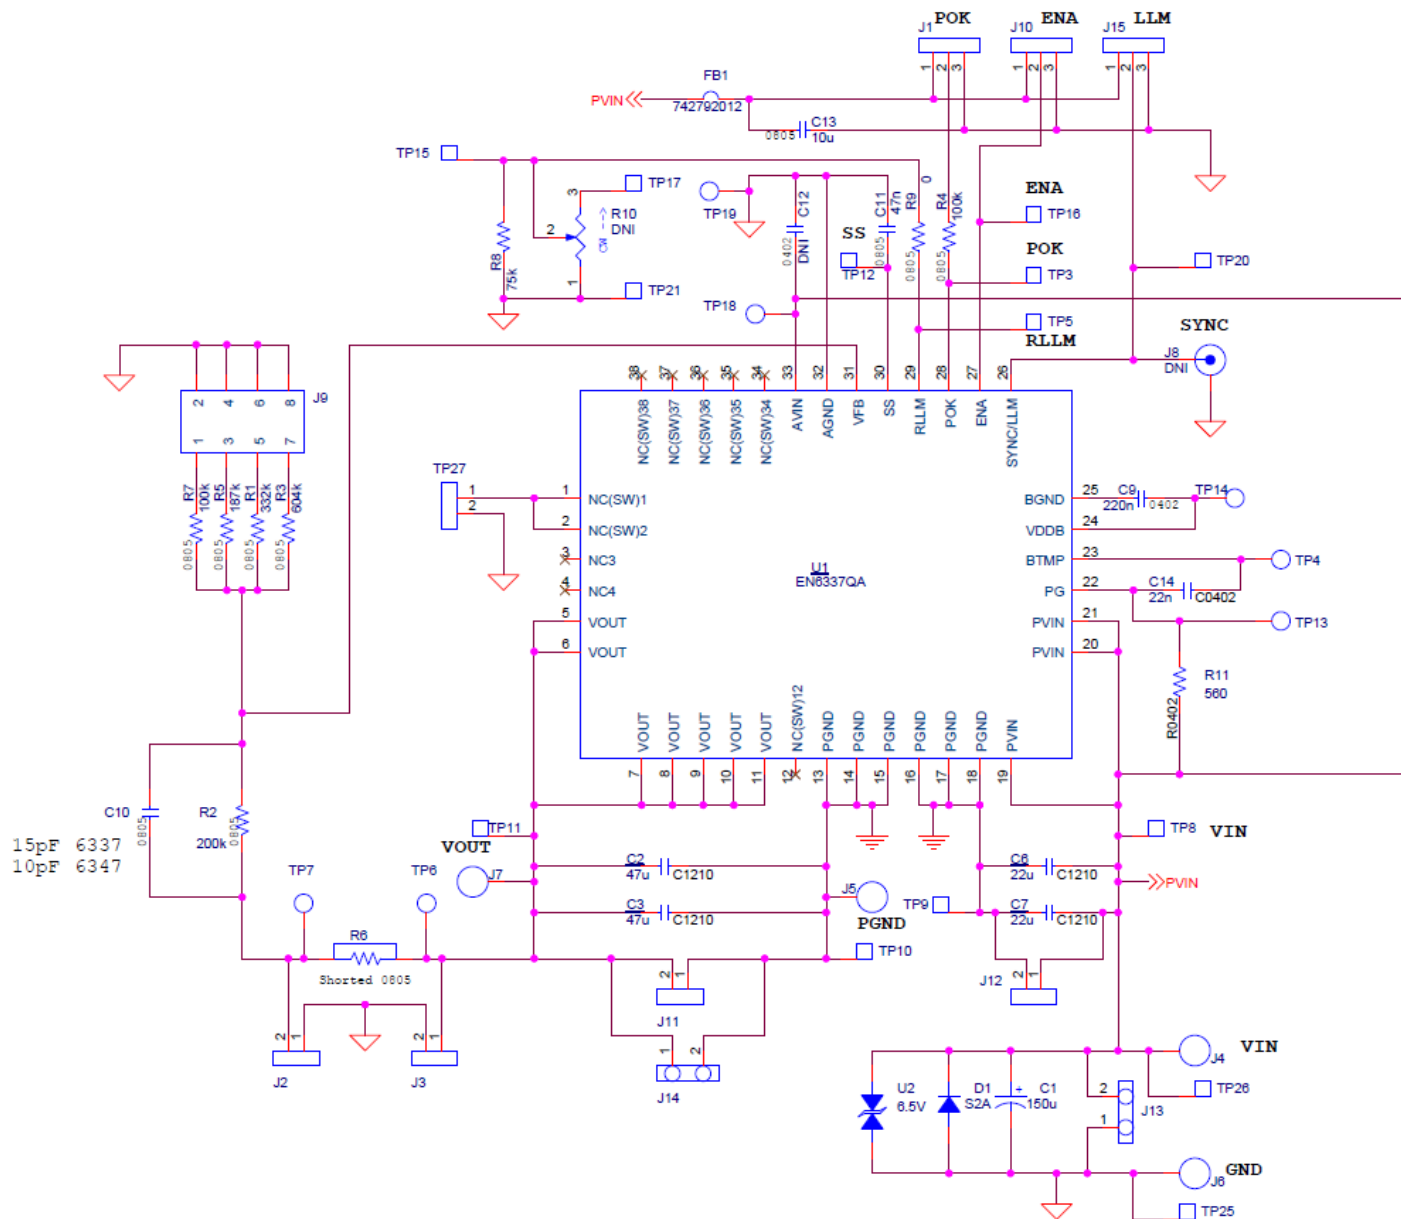 POK ENA LLM
J1 J10 J15
1 2 3 1 2 3 1 2 3
FB1
PVIN 742792012
C13
0805 10u
TP15
TP17
3
R10
DNI
CW --->
2
1
R8
75k
TP21
TP19
C12
0402 DNI
C11
47n
0805
SS
TP12
R9
0
0805
R4
100k
0805
ENA
TP16
POK
TP3
TP5
RLLM
TP20
TP18
SYNC
J8
DNI
J9
2 4 6 8
1 3 5 7
R7 100k
R5 187k
R1 332k
R3 604k
0805 0805 0805 0805
38 37 36 35 34 33 32 31 30 29 28 27 26
NC(SW)38 NC(SW)37 NC(SW)36 NC(SW)35 NC(SW)34 AVIN AGND VFB SS RLLM POK ENA SYNC/LLM
TP27
1
2
1 NC(SW)1
2 NC(SW)2
3 NC3
4 NC4
5 VOUT
6 VOUT
U1
EN6337QA
BGND 25
VDDB 24
BTMP 23
PG 22
PVIN 21
PVIN 20
C9
220n 0402
TP14
TP4
C14
22n C0402
TP13
R11
560
R0402
VOUT VOUT VOUT VOUT VOUT NC(SW)12 PGND PGND PGND PGND PGND PGND PVIN
7 8 9 10 11 12 13 14 15 16 17 18 19
C10
0805
R2
200k
0805
15pF 6337
10pF 6347
TP11
VOUT
J7
C2
47u C1210
C3
47u C1210
J5
PGND
TP10
TP8 VIN
PVIN
C6
22u C1210
C7
22u C1210
TP9
2 1
J12
TP7 TP6
R6
Shorted 0805
2 1
J2
2 1
J3
2 1
J11
1 2
J14
U2
6.5V
D1
S2A
+ C1
150u
2
1
J13
J4 VIN
TP26
J6 GND
TP25